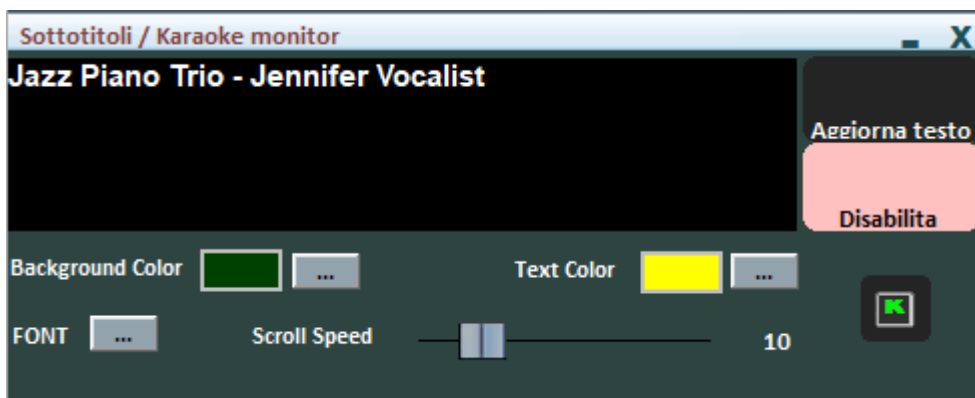 Sottotitoli / Karaoke monitor
X
Jazz Piano Trio - Jennifer Vocalist
Aggiorna testo
Disabilita
Background Color
...
Text Color
...
FONT
...
Scroll Speed
10
K